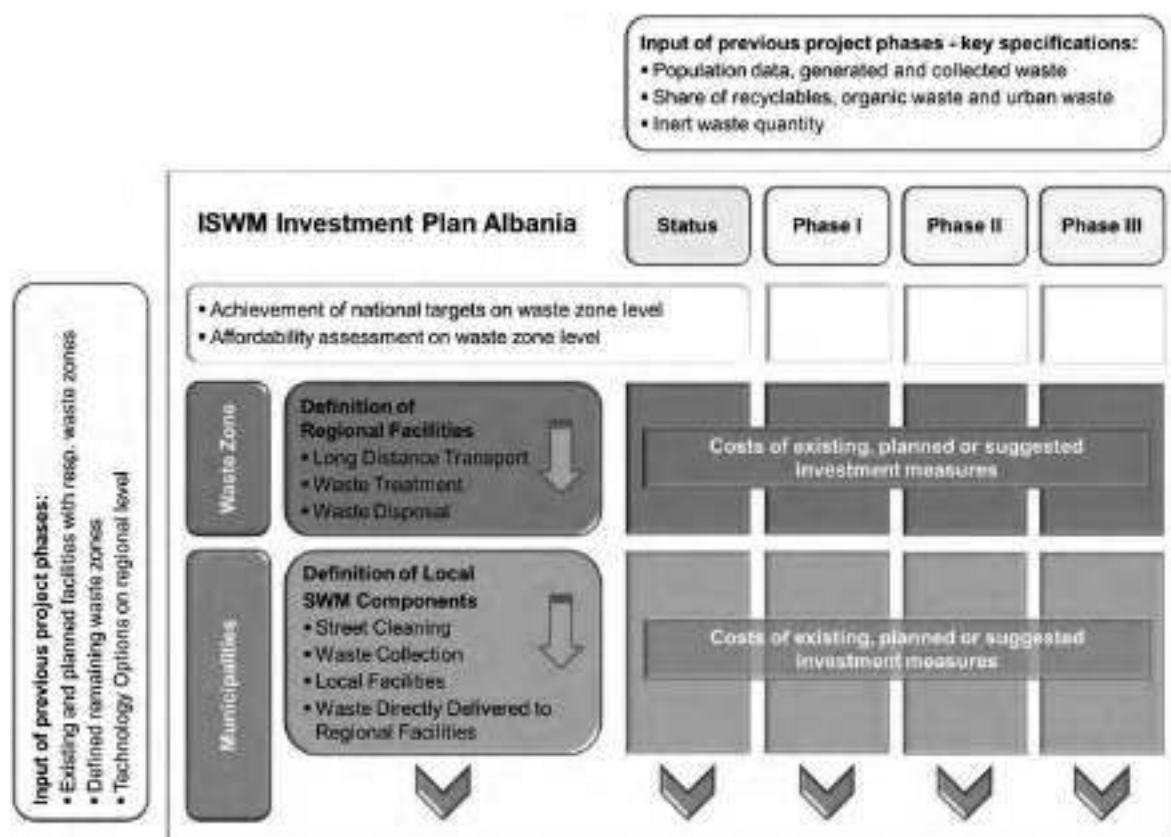 Input of previous project phases - key specifications:
▪ Population data, generated and collected waste
▪ Share of recyclables, organic waste and urban waste
▪ Inert waste quantity
ISWM Investment Plan Albania
Status
Phase I
Phase II
Phase III
Input of previous project phases:
▪ Existing and planned facilities with resp. waste zones
▪ Defined remaining waste zones
▪ Technology Options on regional level
▪ Achievement of national targets on waste zone level
▪ Affordability assessment on waste zone level
Waste Zone
Definition of
Regional Facilities
▪ Long Distance Transport
▪ Waste Treatment
▪ Waste Disposal
Costs of existing, planned or suggested
investment measures
Municipalities
Definition of Local
SWM Components
▪ Street Cleaning
▪ Waste Collection
▪ Local Facilities
▪ Waste Directly Delivered to
Regional Facilities
Costs of existing, planned or suggested
investment measures